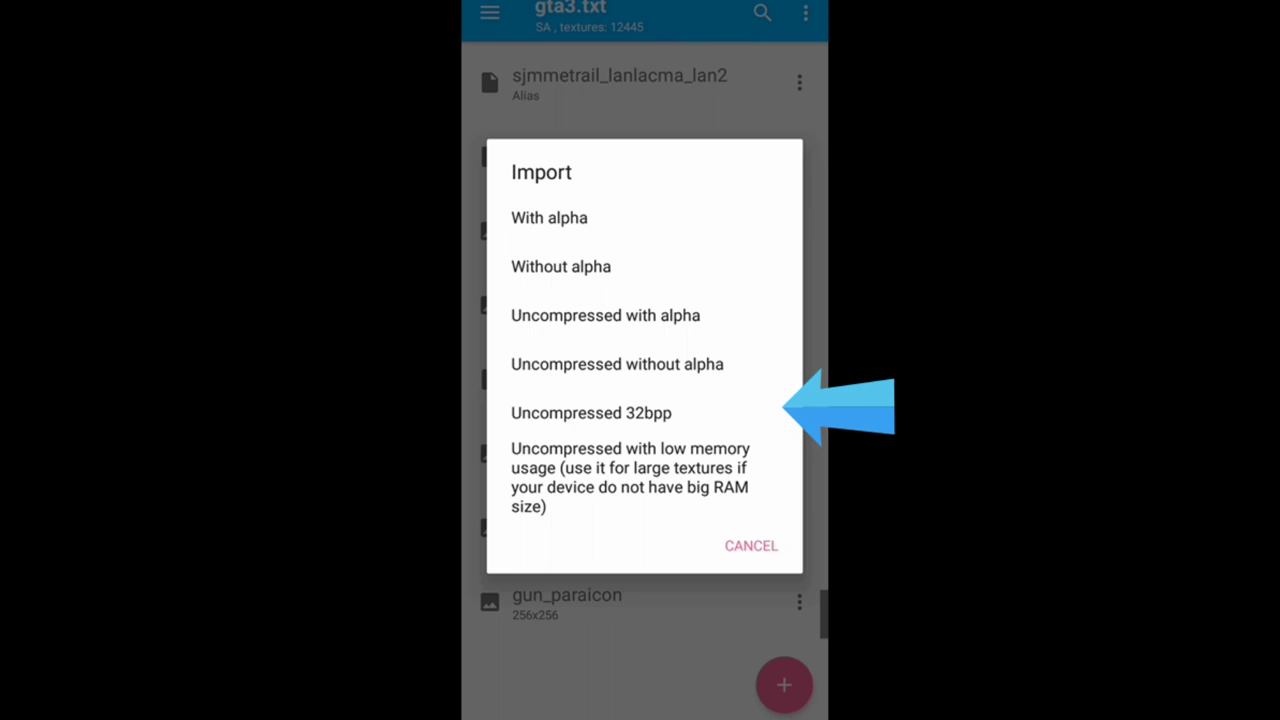 gta3.txt
SA , textures: 12445
sjmmetrail_lanlacma_lan2
Alias
Import
With alpha
Without alpha
Uncompressed with alpha
Uncompressed without alpha
Uncompressed 32bpp
Uncompressed with low memory
usage (use it for large textures if
your device do not have big RAM
size)
CANCEL
gun_paraicon
256x256